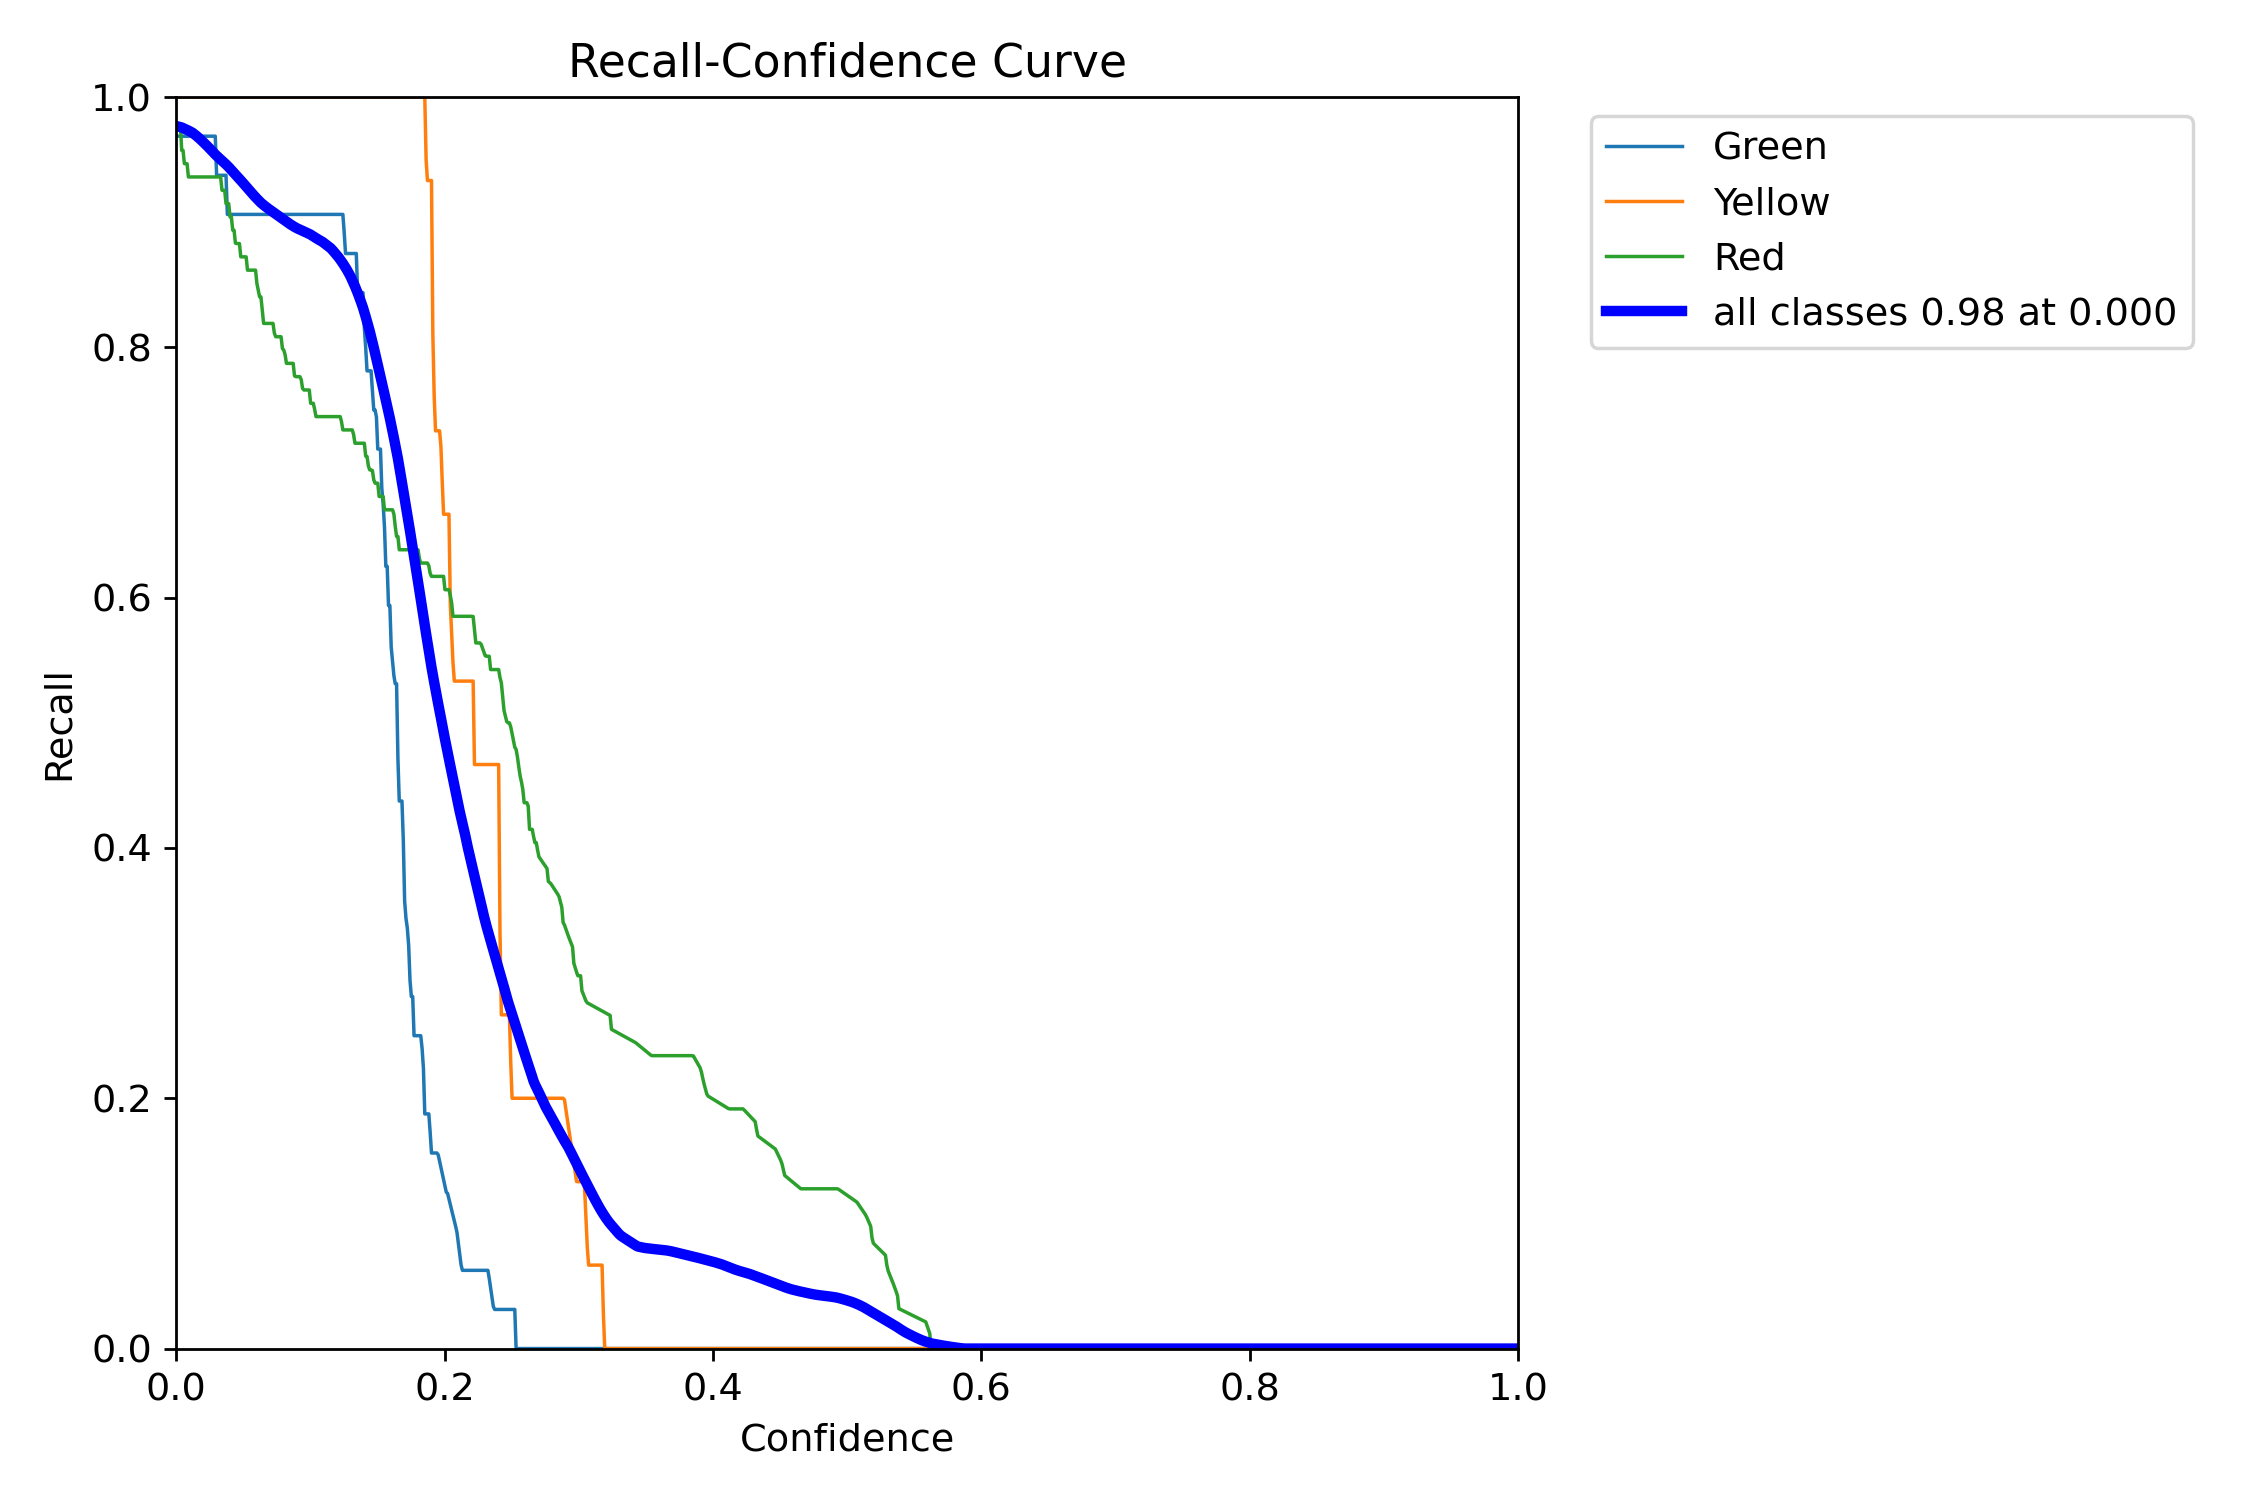 Recall-Confidence Curve
1.0
0.8
0.6
0.4
0.2
0.0
Recall
0.0 0.2 0.4 0.6 0.8 1.0
Confidence
Green
Yellow
Red
all classes 0.98 at 0.000